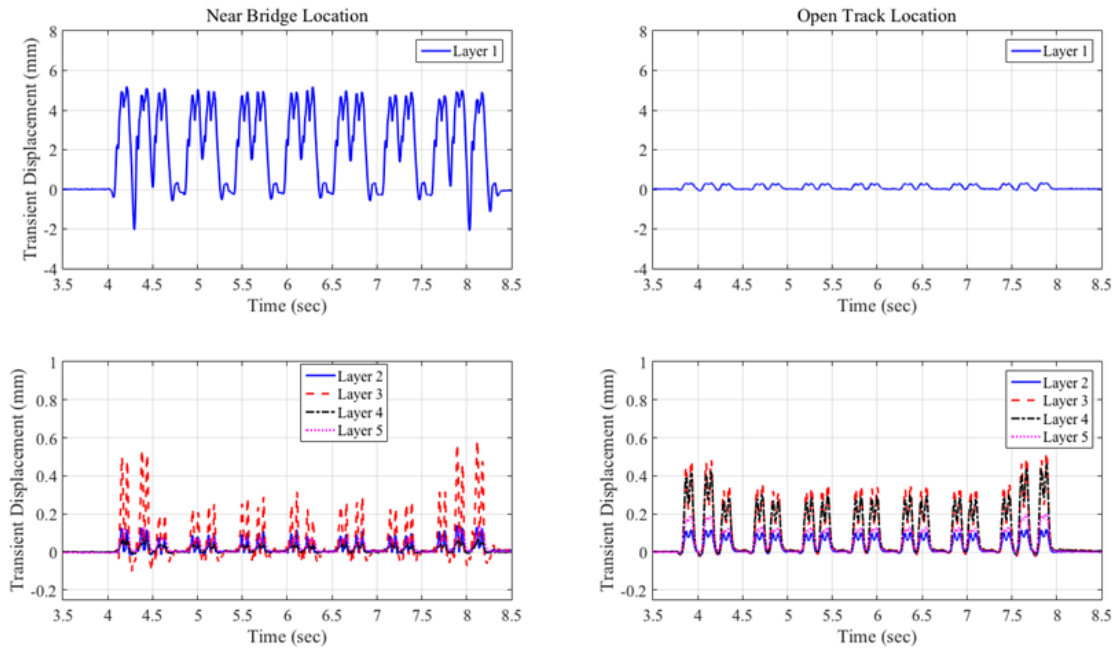 Near Bridge Location
Transient Displacement (mm)
8
6
4
2
0
-2
-4
3.5 4 4.5 5 5.5 6 6.5 7 7.5 8 8.5
Time (sec)
Layer 1
Open Track Location
Transient Displacement (mm)
8
6
4
2
0
-2
-4
3.5 4 4.5 5 5.5 6 6.5 7 7.5 8 8.5
Time (sec)
Layer 1
Transient Displacement (mm)
1
0.8
0.6
0.4
0.2
0
-0.2
3.5 4 4.5 5 5.5 6 6.5 7 7.5 8 8.5
Time (sec)
Layer 2
Layer 3
Layer 4
Layer 5
Transient Displacement (mm)
1
0.8
0.6
0.4
0.2
0
-0.2
3.5 4 4.5 5 5.5 6 6.5 7 7.5 8 8.5
Time (sec)
Layer 2
Layer 3
Layer 4
Layer 5